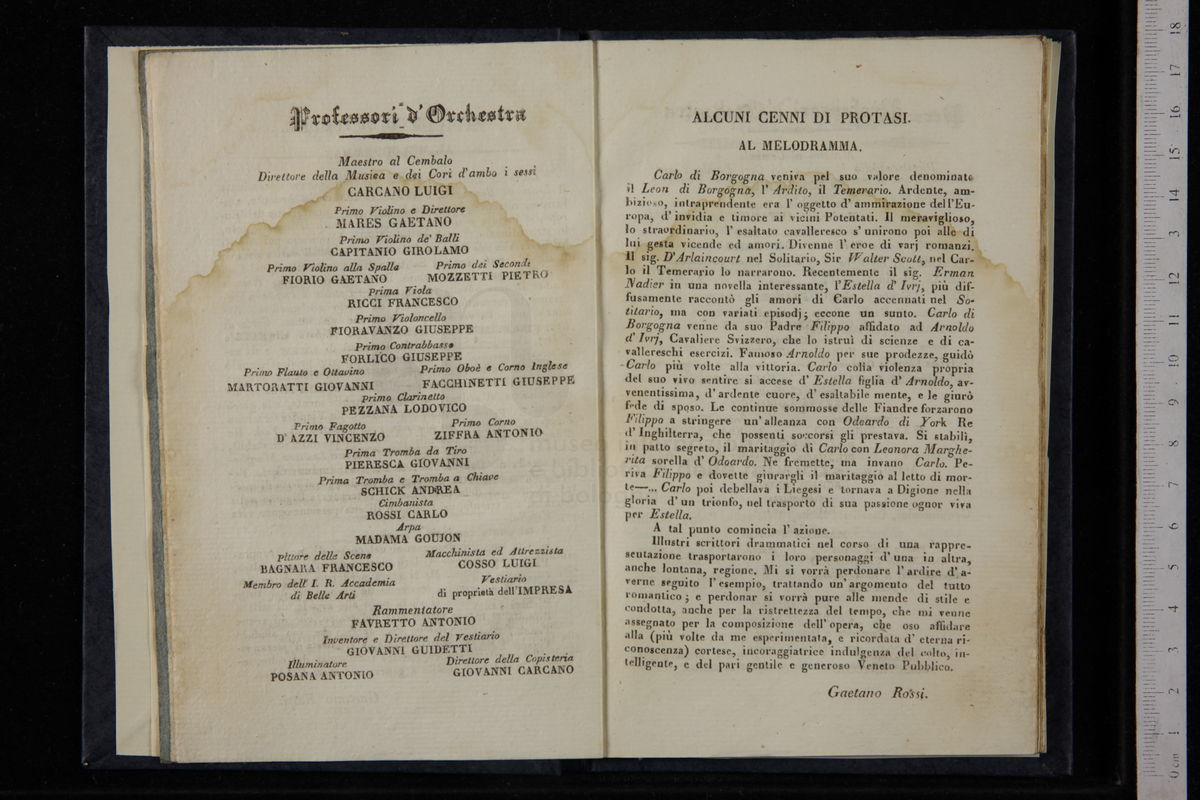 Professori d' Orchestra
Maestro al Cembalo
Direttore della Musica e dei Cori d'ambo i sessi
CARCANO LUIGI
Primo Violino e Direttore
MARES GAETANO
Primo Violino de' Balli
CAPITANIO GIROLAMO
Primo Violino alla Spalla Primo dei Secondi
FIORIO GAETANO MOZZETTI PIETRO
Prima Viola
RICCI FRANCESCO
Primo Violoncello
FIORAVANZO GIUSEPPE
Primo Contrabbasso
FORLICO GIUSEPPE
Primo Flauto e Ottavino Primo Oboè e Corno Inglese
MARTORATTI GIOVANNI FACCHINETTI GIUSEPPE
primo Clarinetto
PEZZANA LODOVICO
Primo Fagotto Primo Corno
D'AZZI VINCENZO ZIFFRA ANTONIO
Prima Tromba da Tiro
PIERESCA GIOVANNI
Prima Tromba e Tromba a Chiave
SCHICK ANDREA
Cimbanista
ROSSI CARLO
Arpa
MADAMA GOUJON
pittore delle Scene Macchinista ed Attrezzista
BAGNARA FRANCESCO COSSO LUIGI
Membro dell' I. R. Accademia Vestiario
di Belle Arti di proprietà dell'IMPRESA
Rammentatore
FAVRETTO ANTONIO
Inventore e Direttore del Vestiario
GIOVANNI GUIDETTI
Illuminatore Direttore della Copisteria
POSANA ANTONIO GIOVANNI CARCANO
ALCUNI CENNI DI PROTASI.
AL MELODRAMMA.
Carlo di Borgogna veniva pel suo valore denominato
il Leon di Borgogna, l' Ardito, il Temerario. Ardente, am-
bizioso, intraprendente era l' oggetto d' ammirazione dell'Eu-
ropa, d' invidia e timore ai vicini Potentati. Il meraviglioso,
lo straordinario, l' esaltato cavalleresco s' unirono poi alle di
lui gesta vicende ed amori. Divenne l' eroe di varj romanzi.
Il sig. D'Arlaincourt nel Solitario, Sir Walter Scott, nel Car-
lo il Temerario lo narrarono. Recentemente il sig. Erman
Nadier in una novella interessante, l'Estella d' Ivrj, più dif-
fusamente raccontò gli amori di Carlo accennati nel So-
titario, ma con variati episodj; eccone un sunto. Carlo di
Borgogna venne da suo Padre Filippo affidato ad Arnoldo
d' Ivrj, Cavaliere Svizzero, che lo istruì di scienze e di ca-
vallereschi esercizi. Famoso Arnoldo per sue prodezze, guidò
Carlo più volte alla vittoria. Carlo colla violenza propria
del suo vivo sentire si accese d' Estella figlia d' Arnoldo, av-
venentissima, d' ardente cuore, d' esaltabile mente, e le giurò
fede di sposo. Le continue sommosse delle Fiandre forzarono
Filippo a stringere un' alleanza con Odoardo di York Re
d' Inghilterra, che possenti soccorsi gli prestava. Si stabilì,
in patto segreto, il maritaggio di Carlo con Leonora Marghe-
rita sorella d' Odoardo. Ne fremette, ma invano Carlo. Pe-
riva Filippo e dovette giurargli il maritaggio al letto di mor-
te—... Carlo poi debellava i Liegesi e tornava a Digione nella
gloria d' un trionfo, nel trasporto di sua passione ognor viva
per Estella.
A tal punto comincia l' azione.
Illustri scrittori drammatici nel corso di una rappre-
sentazione trasportarono i loro personaggi d' una in altra,
anche lontana, regione. Mi si vorrà perdonare l' ardire d' a-
verne seguito l' esempio, trattando un' argomento del tutto
romantico; e perdonar si vorrà pure alle mende di stile e
condotta, anche per la ristrettezza del tempo, che mi venne
assegnato per la composizione dell' opera, che oso affidare
alla (più volte da me esperimentata, e ricordata d' eterna ri-
conoscenza) cortese, incoraggiatrice indulgenza del colto, in-
telligente, e del pari gentile e generoso Veneto Pubblico.
Gaetano Rossi.
0 cm 1 2 3 4 5 6 7 8 9 10 11 12 13 14 15 16 17 18